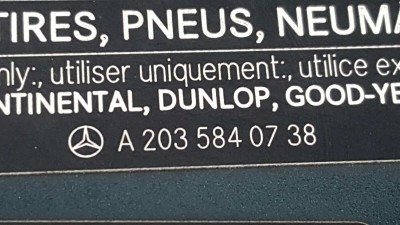 TIRES, PNEUS, NEUMA
nly:, utiliser uniquement:, utilice ex
NTINENTAL, DUNLOP, GOOD-YE
A 203 584 07 38